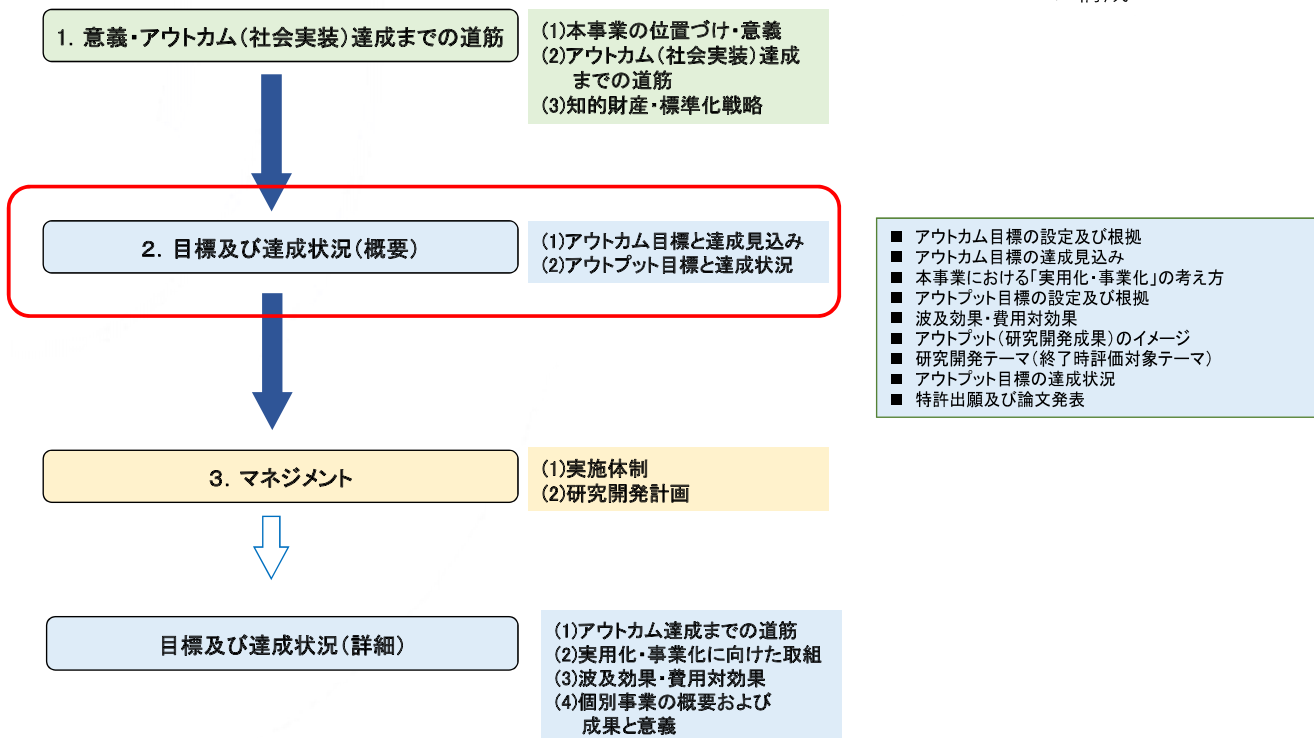 1．意義・アウトカム（社会実装）達成までの道筋
(1)本事業の位置づけ・意義
(2)アウトカム（社会実装）達成
までの道筋
(3)知的財産・標準化戦略
2．目標及び達成状況（概要）
(1)アウトカム目標と達成見込み
(2)アウトプット目標と達成状況
■ アウトカム目標の設定及び根拠
■ アウトカム目標の達成見込み
■ 本事業における「実用化・事業化」の考え方
■ アウトプット目標の設定及び根拠
■ 波及効果・費用対効果
■ アウトプット（研究開発成果）のイメージ
■ 研究開発テーマ（終了時評価対象テーマ）
■ アウトプット目標の達成状況
■ 特許出願及び論文発表
3．マネジメント
(1)実施体制
(2)研究開発計画
目標及び達成状況（詳細）
(1)アウトカム達成までの道筋
(2)実用化・事業化に向けた取組
(3)波及効果・費用対効果
(4)個別事業の概要および
成果と意義